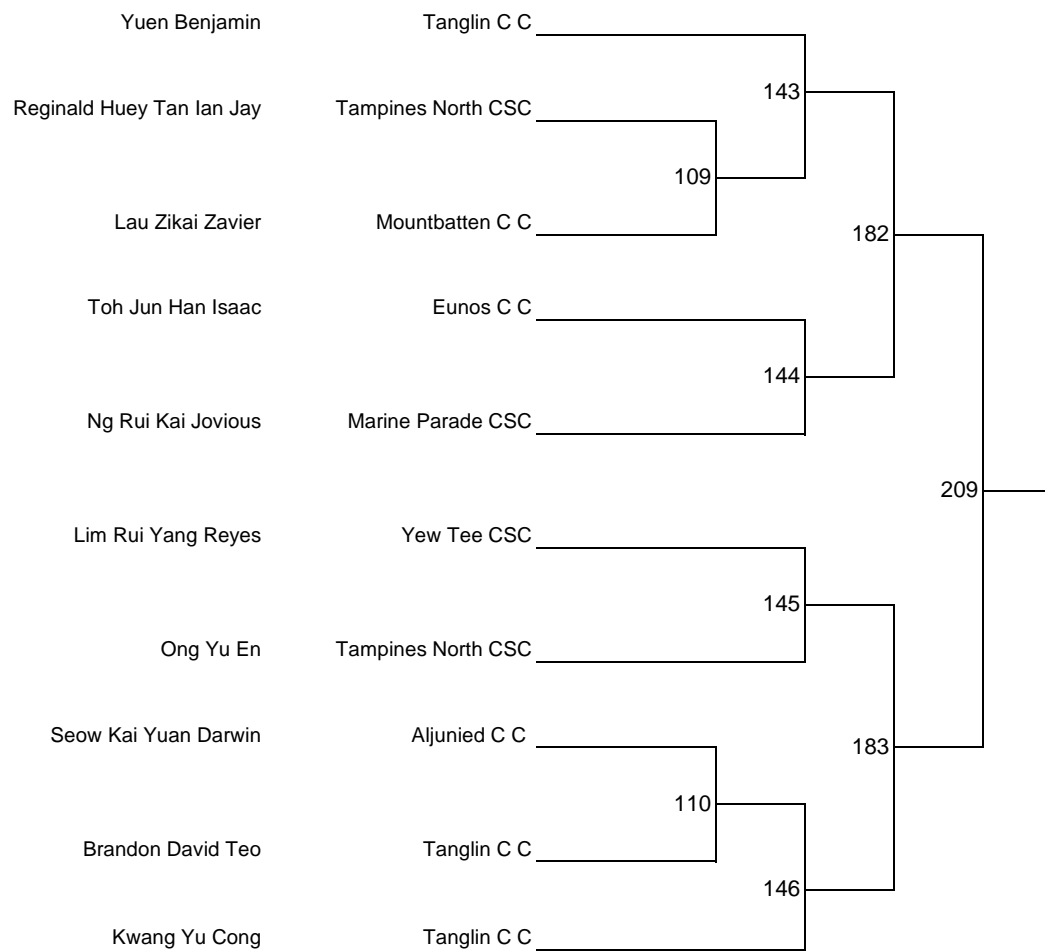 Yuen Benjamin Tanglin C C
143
Reginald Huey Tan Ian Jay Tampines North CSC
109
Lau Zikai Zavier Mountbatten C C
182
Toh Jun Han Isaac Eunos C C
144
Ng Rui Kai Jovious Marine Parade CSC
209
Lim Rui Yang Reyes Yew Tee CSC
145
Ong Yu En Tampines North CSC
Seow Kai Yuan Darwin Aljunied C C
183
110
Brandon David Teo Tanglin C C
146
Kwang Yu Cong Tanglin C C